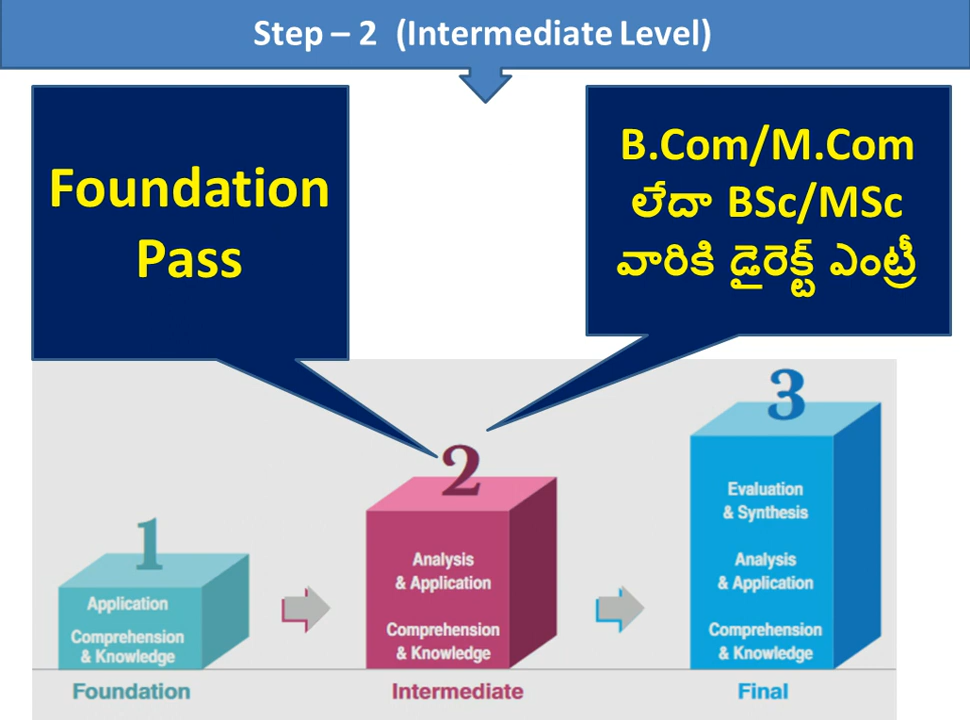 Step – 2 (Intermediate Level)
Foundation
Pass
B.Com/M.Com
లేదా BSc/MSc
వారికి డైరెక్ట్ ఎంట్రీ
1
Application
Comprehension
& Knowledge
Foundation
2
Analysis
& Application
Comprehension
& Knowledge
Intermediate
3
Evaluation
& Synthesis
Analysis
& Application
Comprehension
& Knowledge
Final